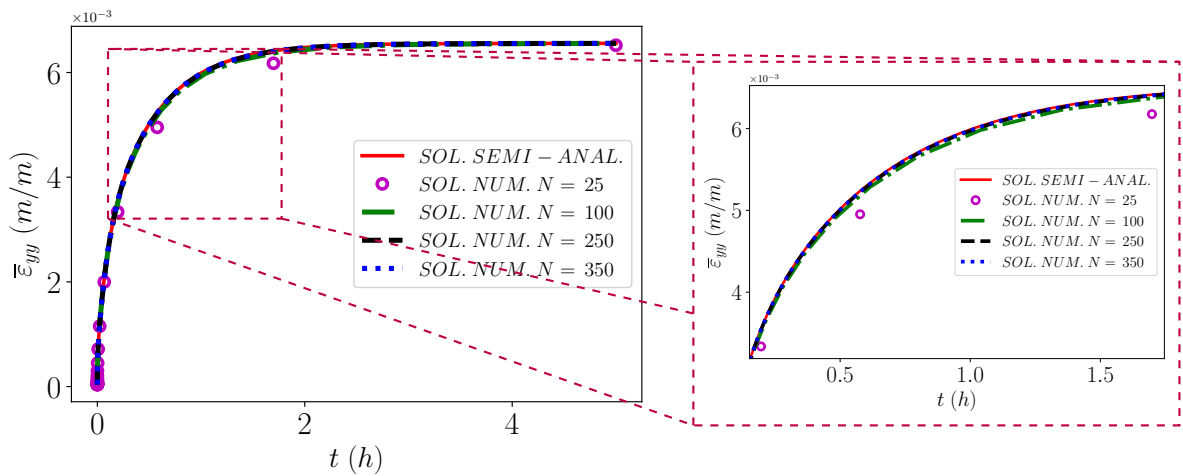 ×10⁻³
6
4
2
0
ε̅yy (m/m)
0
2
4
t (h)
SOL. SEMI − ANAL.
SOL. NUM. N = 25
SOL. NUM. N = 100
SOL. NUM. N = 250
SOL. NUM. N = 350
×10⁻³
6
5
4
ε̅yy (m/m)
0.5
1.0
1.5
t (h)
SOL. SEMI − ANAL.
SOL. NUM. N = 25
SOL. NUM. N = 100
SOL. NUM. N = 250
SOL. NUM. N = 350